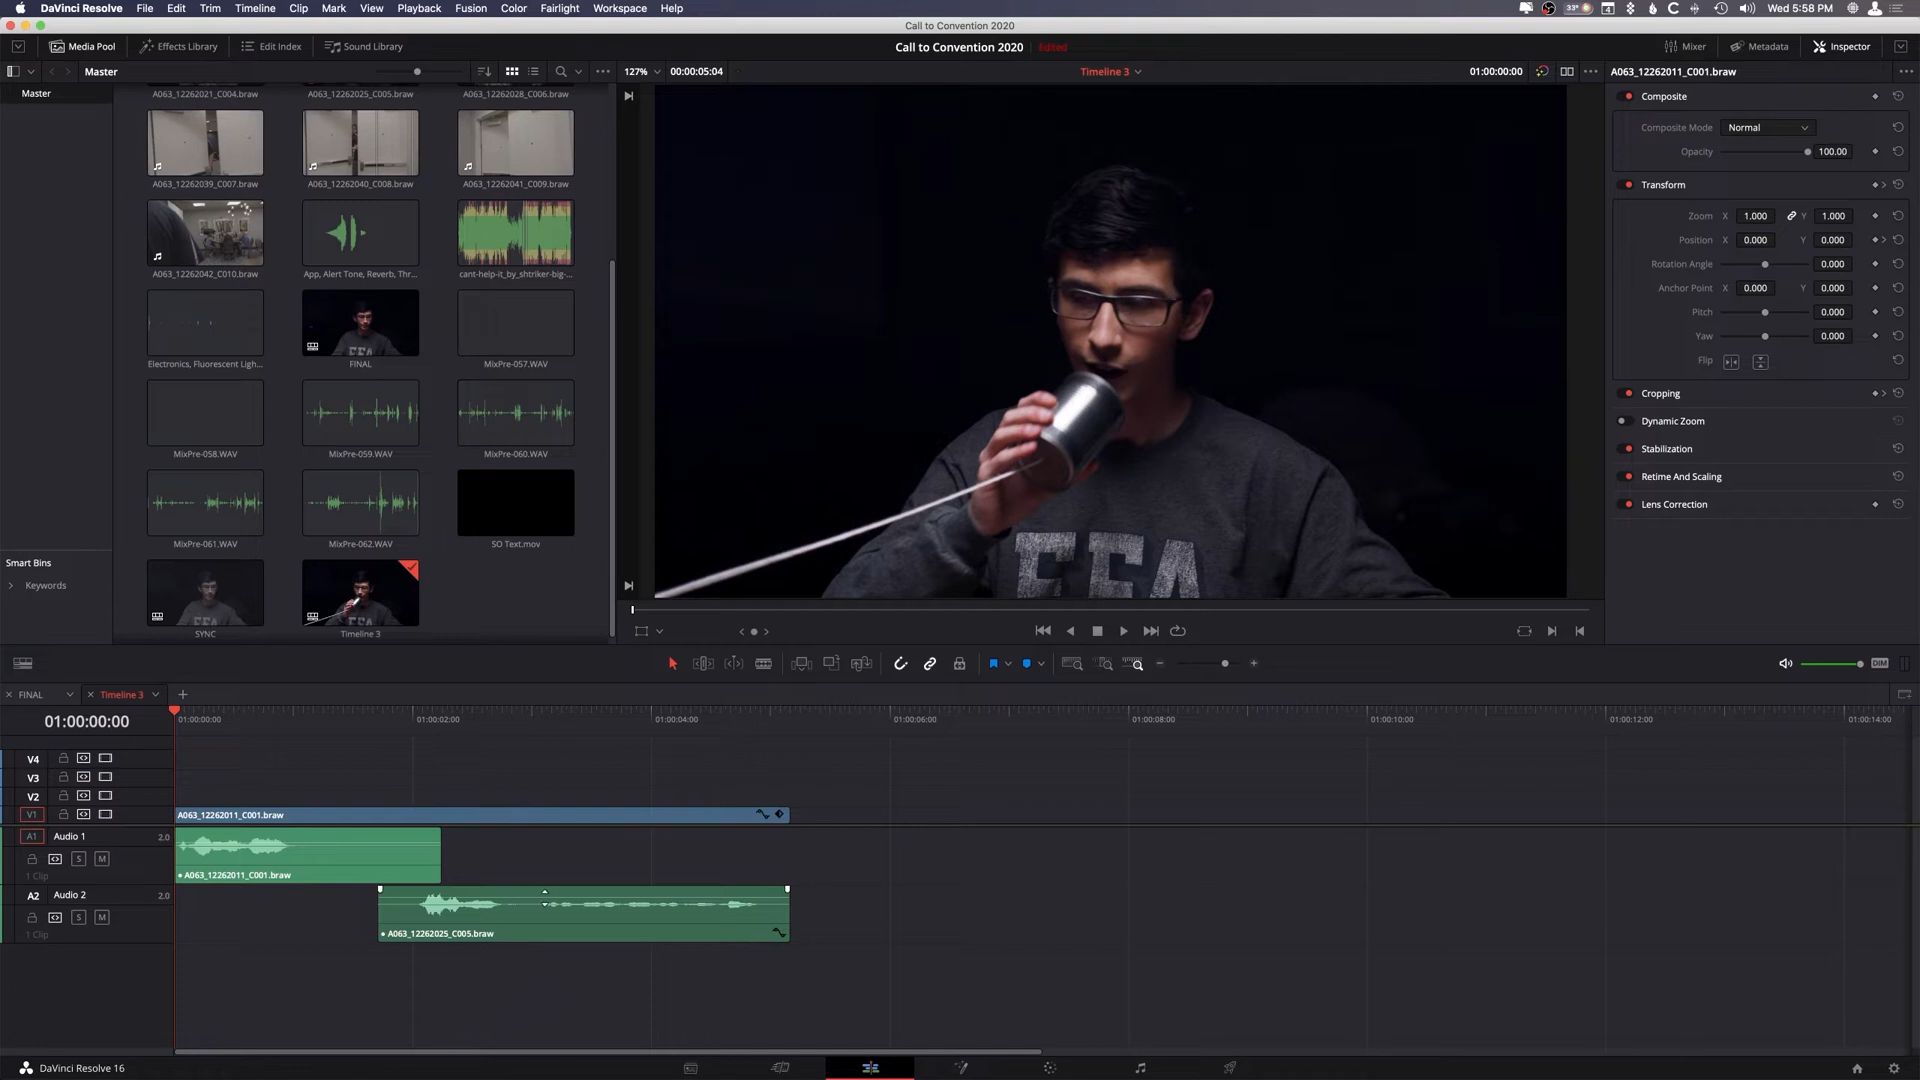 DaVinci Resolve File Edit Trim Timeline Clip Mark View Playback Fusion Color Fairlight Workspace Help 33° 4 Wed 5:58 PM
Call to Convention 2020
Media Pool Effects Library Edit Index Sound Library Call to Convention 2020 Edited Mixer Metadata Inspector
Master 127% 00:00:05:04 Timeline 3 01:00:00:00 A063_12262011_C001.braw
Master
A063_12262021_C004.braw A063_12262025_C005.braw A063_12262028_C006.braw
A063_12262039_C007.braw A063_12262040_C008.braw A063_12262041_C009.braw
A063_12262042_C010.braw App, Alert Tone, Reverb, Thr... cant-help-it_by_shtriker-big-...
Electronics, Fluorescent Ligh... FINAL MixPre-057.WAV
MixPre-058.WAV MixPre-059.WAV MixPre-060.WAV
MixPre-061.WAV MixPre-062.WAV SO Text.mov
SYNC Timeline 3
Smart Bins
Keywords
FFA
Composite
Composite Mode Normal
Opacity 100.00
Transform
Zoom X 1.000 Y 1.000
Position X 0.000 Y 0.000
Rotation Angle 0.000
Anchor Point X 0.000 Y 0.000
Pitch 0.000
Yaw 0.000
Flip
Cropping
Dynamic Zoom
Stabilization
Retime And Scaling
Lens Correction
DIM
FINAL Timeline 3
01:00:00:00 01:00:00:00 01:00:02:00 01:00:04:00 01:00:06:00 01:00:08:00 01:00:10:00 01:00:12:00 01:00:14:00
V4
V3
V2
V1 A063_12262011_C001.braw
A1 Audio 1 2.0
S M
1 Clip A063_12262011_C001.braw
A2 Audio 2 2.0
S M
1 Clip A063_12262025_C005.braw
DaVinci Resolve 16